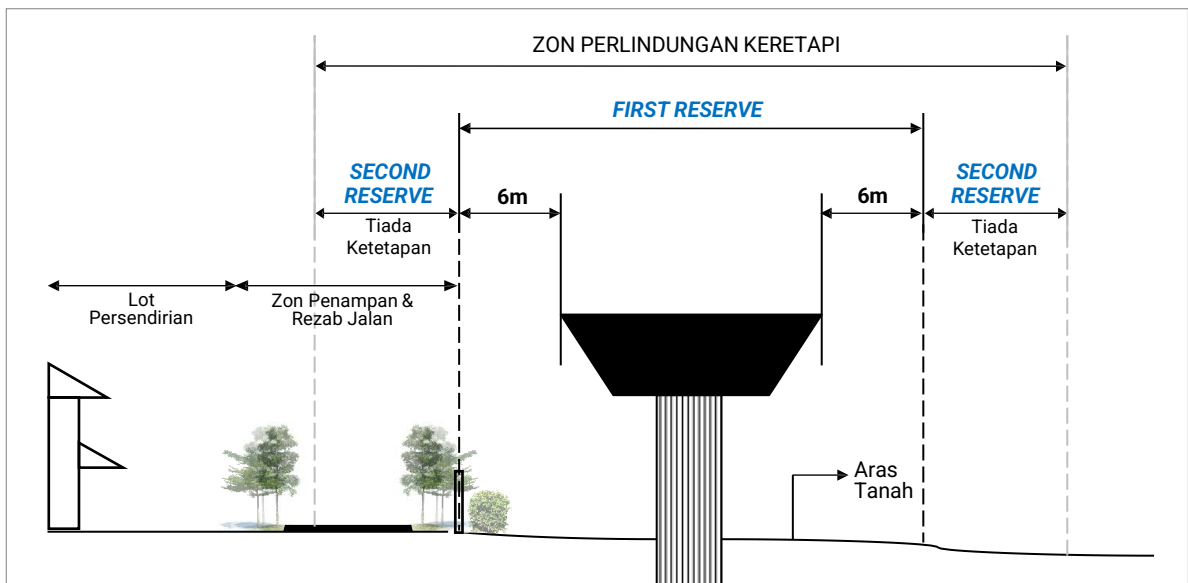 ZON PERLINDUNGAN KERETAPI
FIRST RESERVE
SECOND
RESERVE
Tiada
Ketetapan
6m
6m
SECOND
RESERVE
Tiada
Ketetapan
Lot
Persendirian
Zon Penampan &
Rezab Jalan
Aras
Tanah